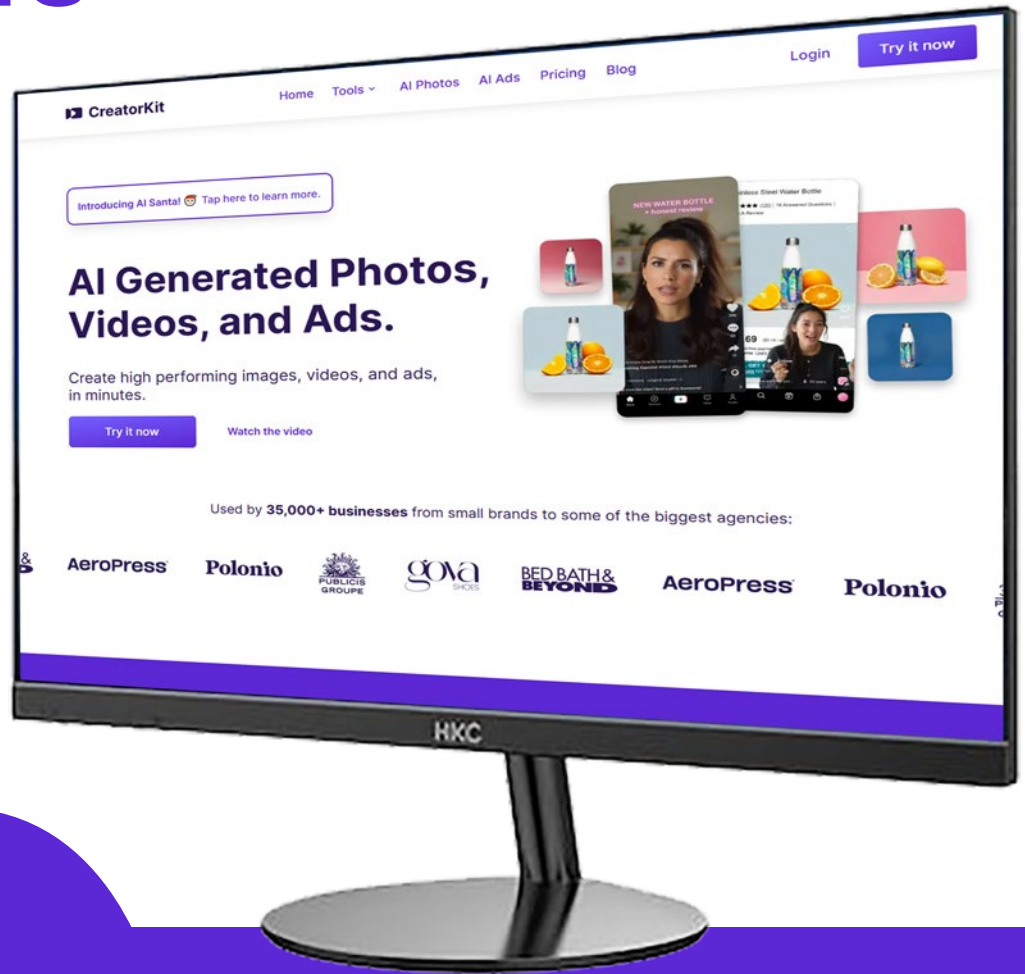 CreatorKit
Home Tools AI Photos AI Ads Pricing Blog
Login Try it now
Introducing AI Santa! Tap here to learn more.
AI Generated Photos,
Videos, and Ads.
Create high performing images, videos, and ads,
in minutes.
Try it now Watch the video
NEW WATER BOTTLE
+ honest review
Steel Water Bottle
Used by 35,000+ businesses from small brands to some of the biggest agencies:
AeroPress Polonio PUBLICIS GROUPE gova SHOES BED BATH & BEYOND AeroPress Polonio
HKC